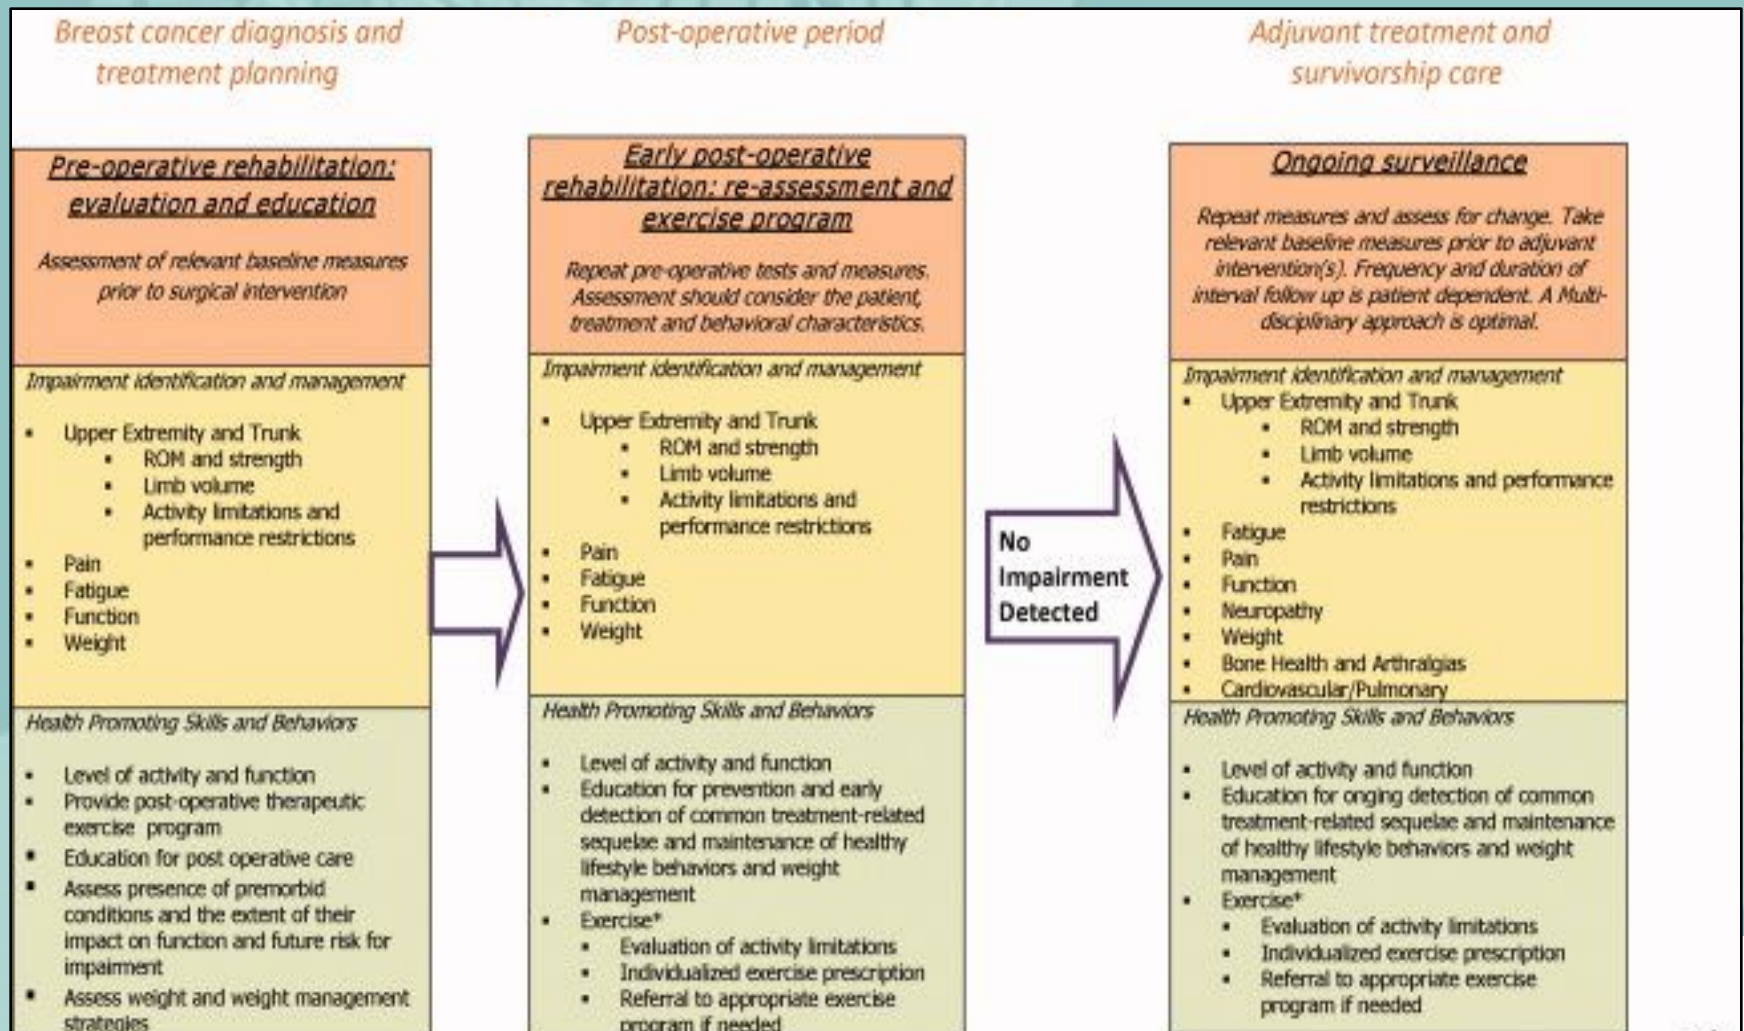 Breast cancer diagnosis and
treatment planning
Pre-operative rehabilitation:
evaluation and education
Assessment of relevant baseline measures
prior to surgical intervention
Impairment identification and management
▪ Upper Extremity and Trunk
▪ ROM and strength
▪ Limb volume
▪ Activity limitations and
performance restrictions
▪ Pain
▪ Fatigue
▪ Function
▪ Weight
Health Promoting Skills and Behaviors
▪ Level of activity and function
▪ Provide post-operative therapeutic
exercise program
▪ Education for post operative care
▪ Assess presence of premorbid
conditions and the extent of their
impact on function and future risk for
impairment
▪ Assess weight and weight management
strategies
Post-operative period
Early post-operative
rehabilitation: re-assessment and
exercise program
Repeat pre-operative tests and measures.
Assessment should consider the patient,
treatment and behavioral characteristics.
Impairment identification and management
▪ Upper Extremity and Trunk
▪ ROM and strength
▪ Limb volume
▪ Activity limitations and
performance restrictions
▪ Pain
▪ Fatigue
▪ Function
▪ Weight
Health Promoting Skills and Behaviors
▪ Level of activity and function
▪ Education for prevention and early
detection of common treatment-related
sequelae and maintenance of healthy
lifestyle behaviors and weight
management
▪ Exercise*
▪ Evaluation of activity limitations
▪ Individualized exercise prescription
▪ Referral to appropriate exercise
program if needed
No
Impairment
Detected
Adjuvant treatment and
survivorship care
Ongoing surveillance
Repeat measures and assess for change. Take
relevant baseline measures prior to adjuvant
intervention(s). Frequency and duration of
interval follow up is patient dependent. A Multi-
disciplinary approach is optimal.
Impairment identification and management
▪ Upper Extremity and Trunk
▪ ROM and strength
▪ Limb volume
▪ Activity limitations and performance
restrictions
▪ Fatigue
▪ Pain
▪ Function
▪ Neuropathy
▪ Weight
▪ Bone Health and Arthralgias
▪ Cardiovascular/Pulmonary
Health Promoting Skills and Behaviors
▪ Level of activity and function
▪ Education for onging detection of common
treatment-related sequelae and maintenance
of healthy lifestyle behaviors and weight
management
▪ Exercise*
▪ Evaluation of activity limitations
▪ Individualized exercise prescription
▪ Referral to appropriate exercise
program if needed